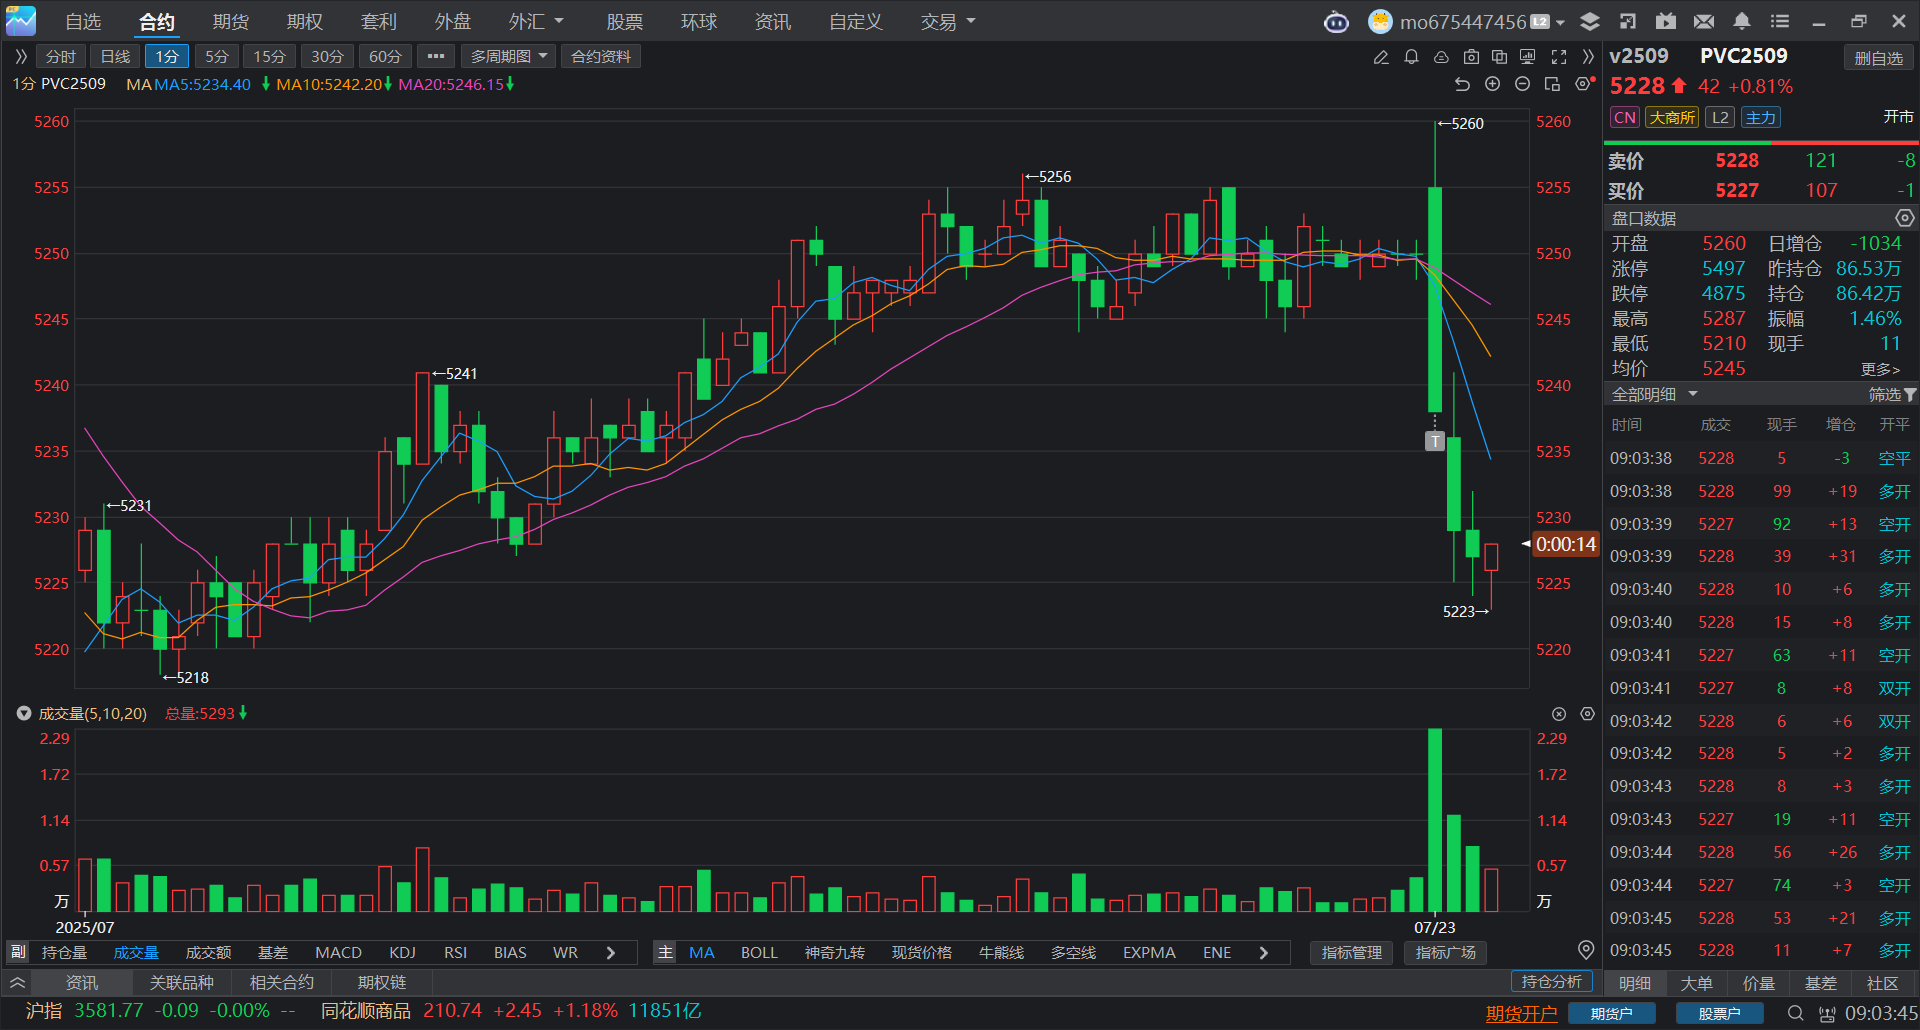 自选 合约 期货 期权 套利 外盘 外汇 股票 环球 资讯 自定义 交易 mo675447456 L2
分时 日线 1分 5分 15分 30分 60分 ••• 多周期图 合约资料
1分 PVC2509 MA MA5:5234.40 MA10:5242.20 MA20:5246.15
5260 5260
5255 5255
5250 5250
5245 5245
5240 5240
5235 5235
5230 5230
5225 5225
5220 5220
←5260
←5256
←5241
←5231
←5218
5223→
T
0:00:14
成交量(5,10,20) 总量:5293
2.29 2.29
1.72 1.72
1.14 1.14
0.57 0.57
万 万
2025/07 07/23
副 持仓量 成交量 成交额 基差 MACD KDJ RSI BIAS WR 主 MA BOLL 神奇九转 现货价格 牛熊线 多空线 EXPMA ENE 指标管理 指标广场
资讯 关联品种 相关合约 期权链 持仓分析
沪指 3581.77 -0.09 -0.00% -- 同花顺商品 210.74 +2.45 +1.18% 11851亿 期货开户 期货户 股票户 09:03:45
v2509 PVC2509 删自选
5228 42 +0.81%
CN 大商所 L2 主力 开市
卖价 5228 121 -8
买价 5227 107 -1
盘口数据
开盘 5260 日增仓 -1034
涨停 5497 昨持仓 86.53万
跌停 4875 持仓 86.42万
最高 5287 振幅 1.46%
最低 5210 现手 11
均价 5245 更多>
全部明细 筛选
时间 成交 现手 增仓 开平
09:03:38 5228 5 -3 空平
09:03:38 5228 99 +19 多开
09:03:39 5227 92 +13 空开
09:03:39 5228 39 +31 多开
09:03:40 5228 10 +6 多开
09:03:40 5228 15 +8 多开
09:03:41 5227 63 +11 空开
09:03:41 5227 8 +8 双开
09:03:42 5228 6 +6 双开
09:03:42 5228 5 +2 多开
09:03:43 5228 8 +3 多开
09:03:43 5227 19 +11 空开
09:03:44 5228 56 +26 多开
09:03:44 5227 74 +3 空开
09:03:45 5228 53 +21 多开
09:03:45 5228 11 +7 多开
明细 大单 价量 基差 社区